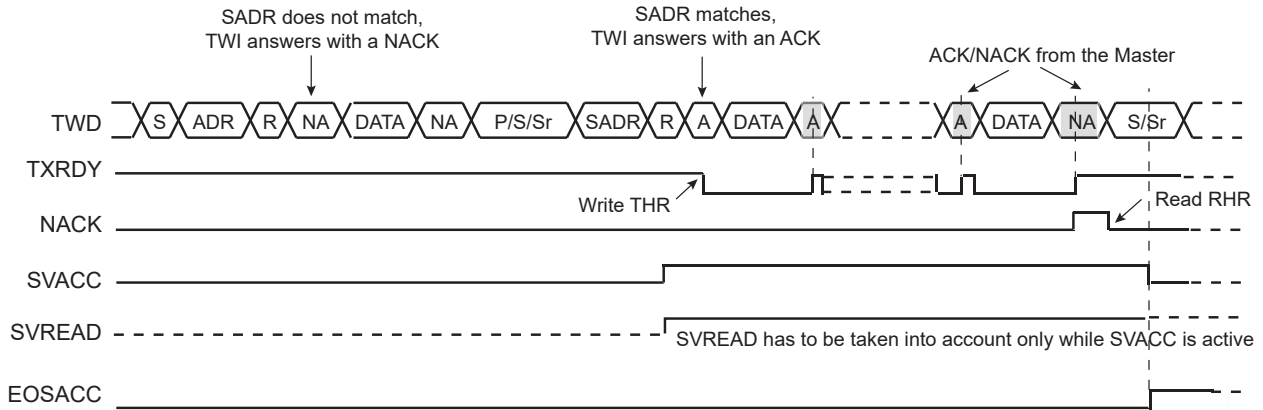 SADR does not match,
TWI answers with a NACK
SADR matches,
TWI answers with an ACK
ACK/NACK from the Master
TWD
S ADR R NA DATA NA P/S/Sr SADR R A DATA A A DATA NA S/Sr
TXRDY
Write THR
Read RHR
NACK
SVACC
SVREAD
SVREAD has to be taken into account only while SVACC is active
EOSACC